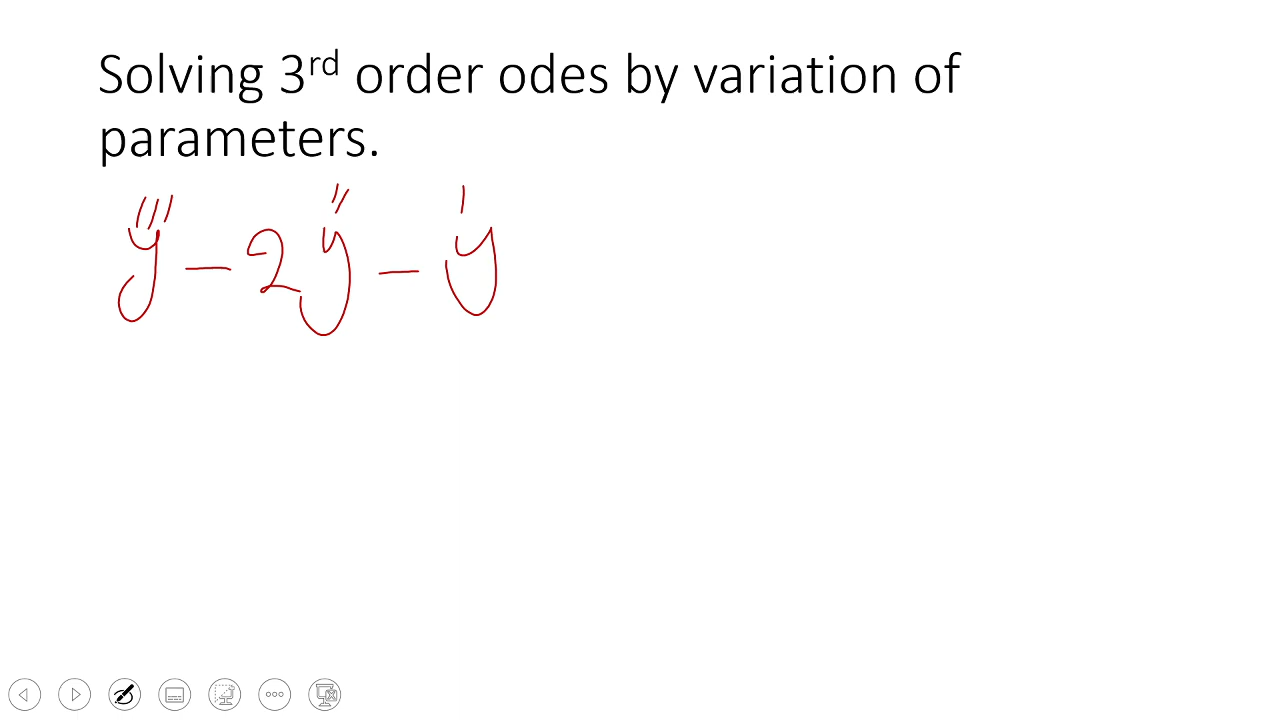 Solving 3rd order odes by variation of
parameters.
y''' - 2y'' - y'